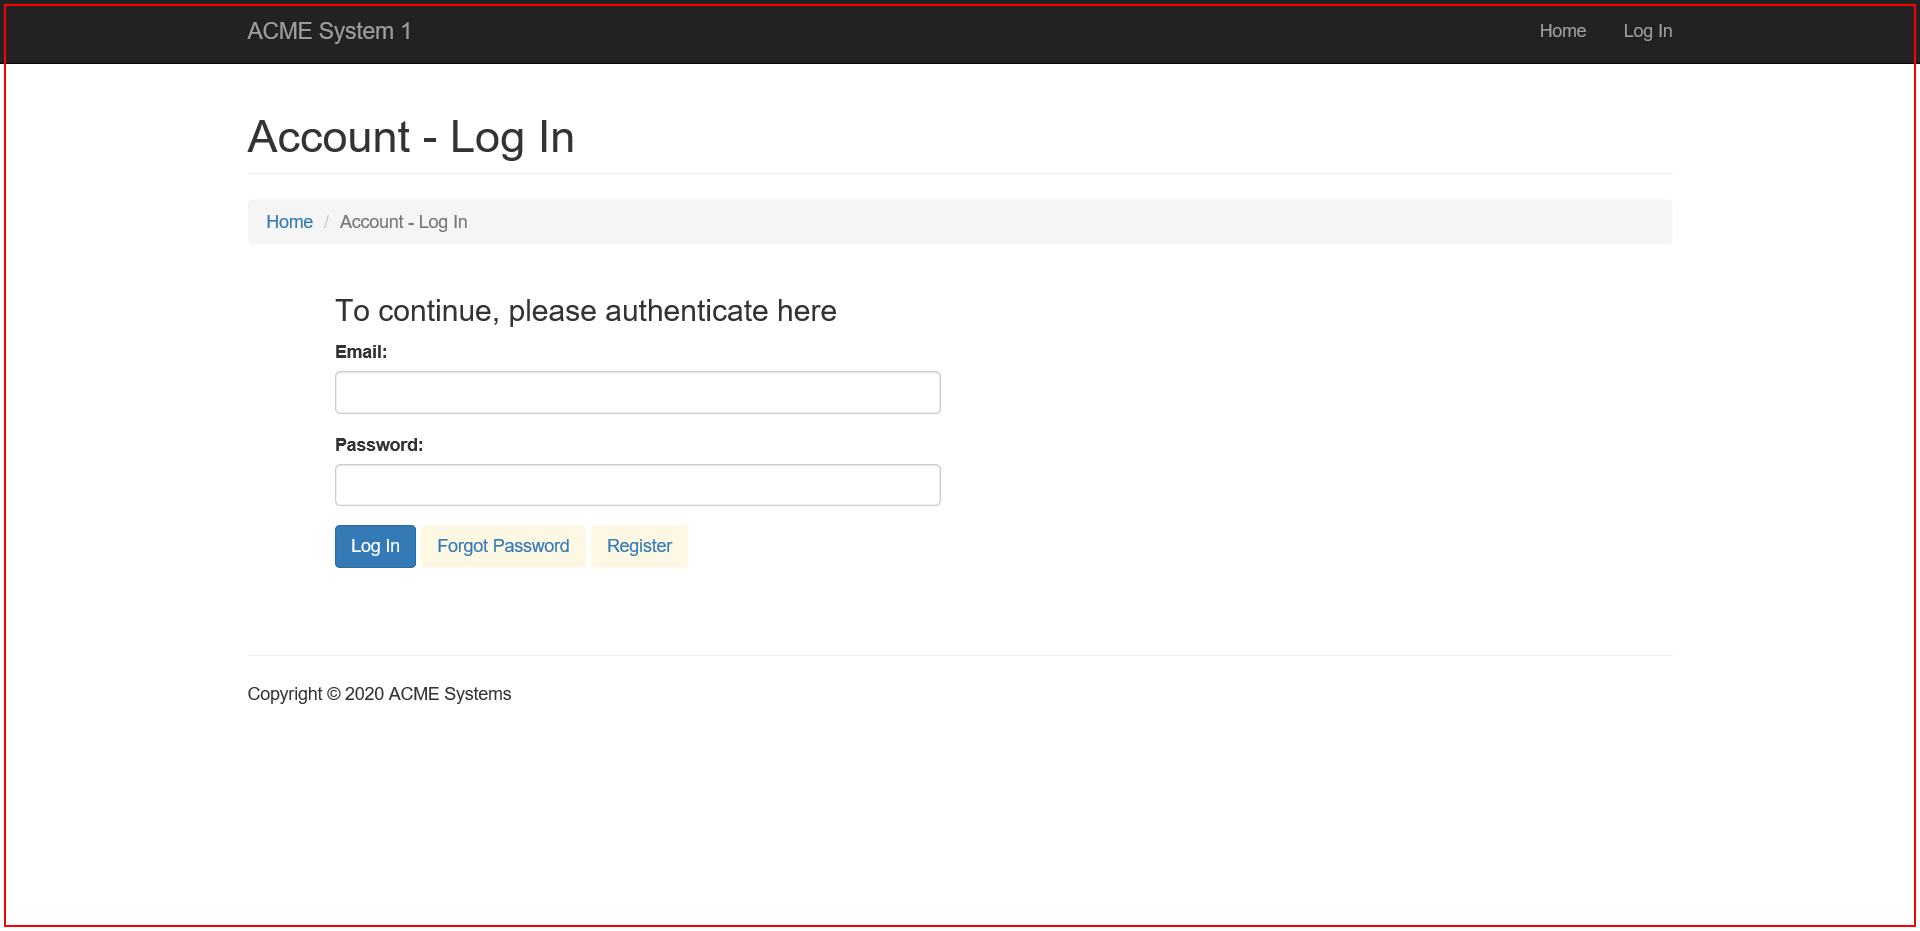 ACME System 1 Home Log In
Account - Log In
Home / Account - Log In
To continue, please authenticate here
Email:
Password:
Log In Forgot Password Register
Copyright © 2020 ACME Systems